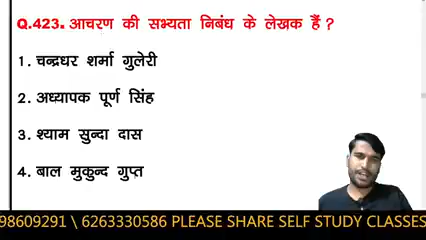 Q.423. आचरण की सभ्यता निबंध के लेखक हैं ?
1. चन्द्रधर शर्मा गुलेरी
2. अध्यापक पूर्ण सिंह
3. श्याम सुन्दा दास
4. बाल मुकुन्द गुप्त
98609291 \ 6263330586 PLEASE SHARE SELF STUDY CLASSES